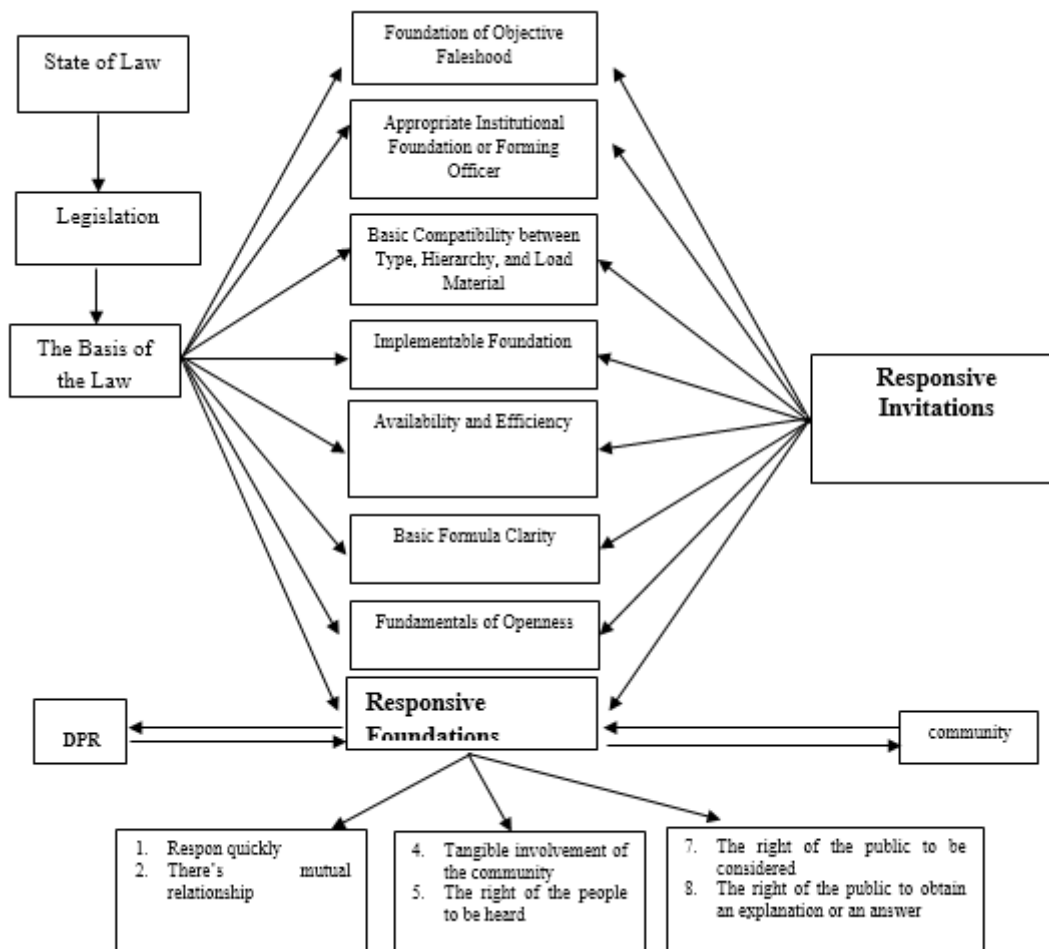 State of Law
Legislation
The Basis of
the Law
Foundation of Objective
Faleshood
Appropriate Institutional
Foundation or Forming
Officer
Basic Compatibility between
Type, Hierarchy, and Load
Material
Implementable Foundation
Availability and Efficiency
Basic Formula Clarity
Fundamentals of Openness
Responsive
Foundations
Responsive
Invitations
DPR
community
1. Respon quickly
2. There's mutual
relationship
4. Tangible involvement of
the community
5. The right of the people
to be heard
7. The right of the public to be
considered
8. The right of the public to obtain
an explanation or an answer